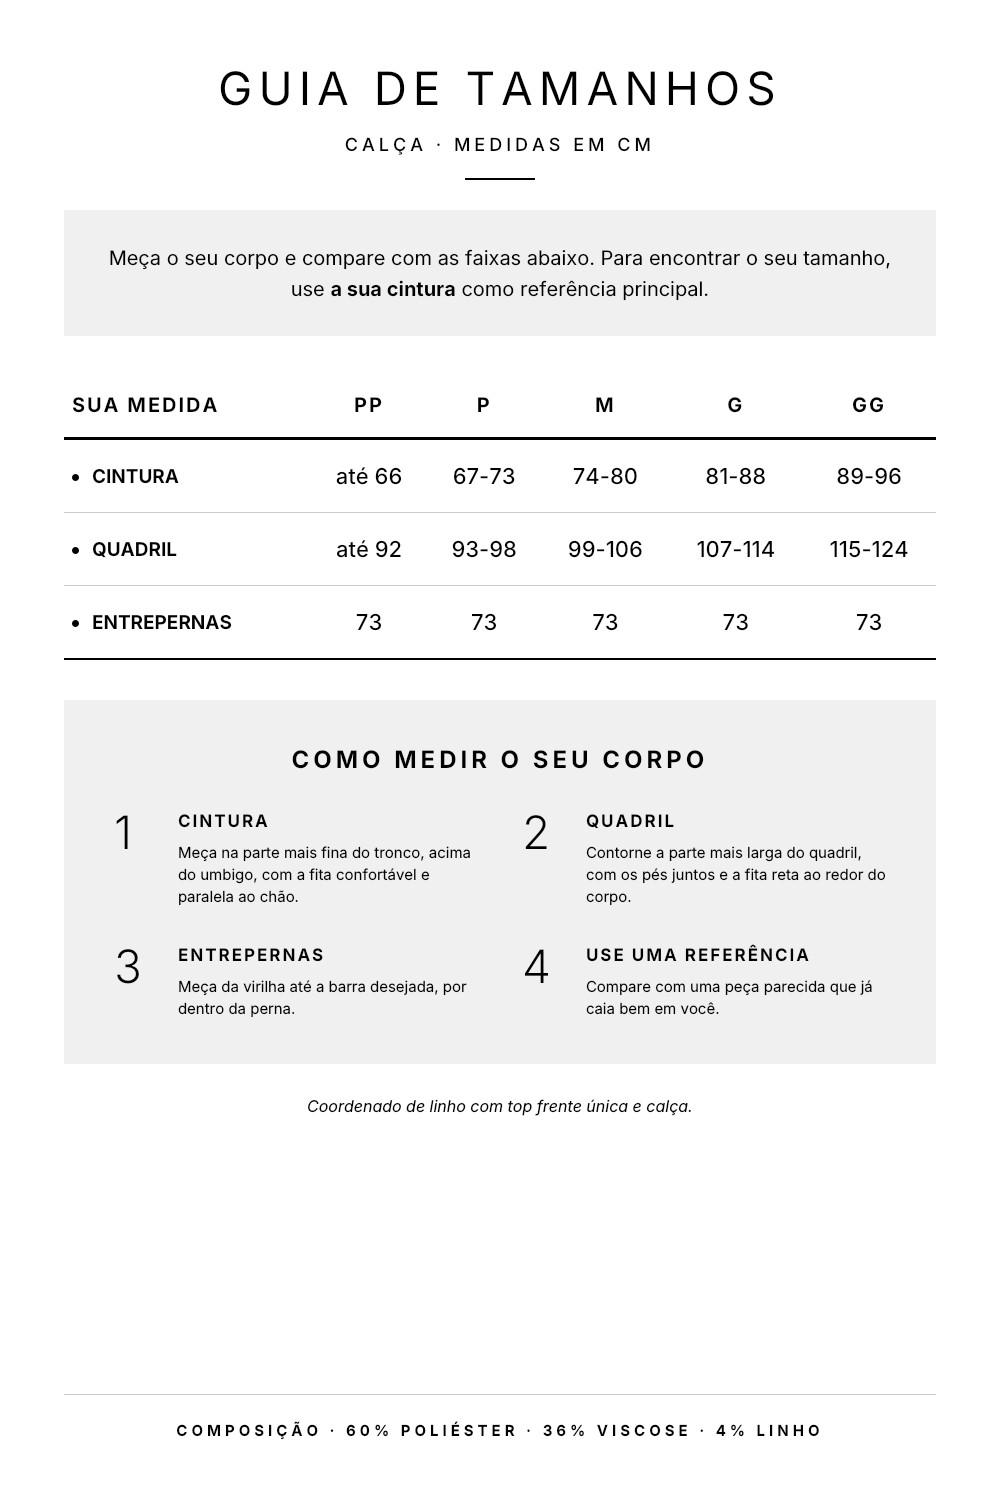 GUIA DE TAMANHOS
CALÇA · MEDIDAS EM CM
Meça o seu corpo e compare com as faixas abaixo. Para encontrar o seu tamanho,
use a sua cintura como referência principal.
SUA MEDIDA PP P M G GG
• CINTURA até 66 67-73 74-80 81-88 89-96
• QUADRIL até 92 93-98 99-106 107-114 115-124
• ENTREPERNAS 73 73 73 73 73
COMO MEDIR O SEU CORPO
1 CINTURA
Meça na parte mais fina do tronco, acima
do umbigo, com a fita confortável e
paralela ao chão.
2 QUADRIL
Contorne a parte mais larga do quadril,
com os pés juntos e a fita reta ao redor do
corpo.
3 ENTREPERNAS
Meça da virilha até a barra desejada, por
dentro da perna.
4 USE UMA REFERÊNCIA
Compare com uma peça parecida que já
caia bem em você.
Coordenado de linho com top frente única e calça.
COMPOSIÇÃO · 60% POLIÉSTER · 36% VISCOSE · 4% LINHO